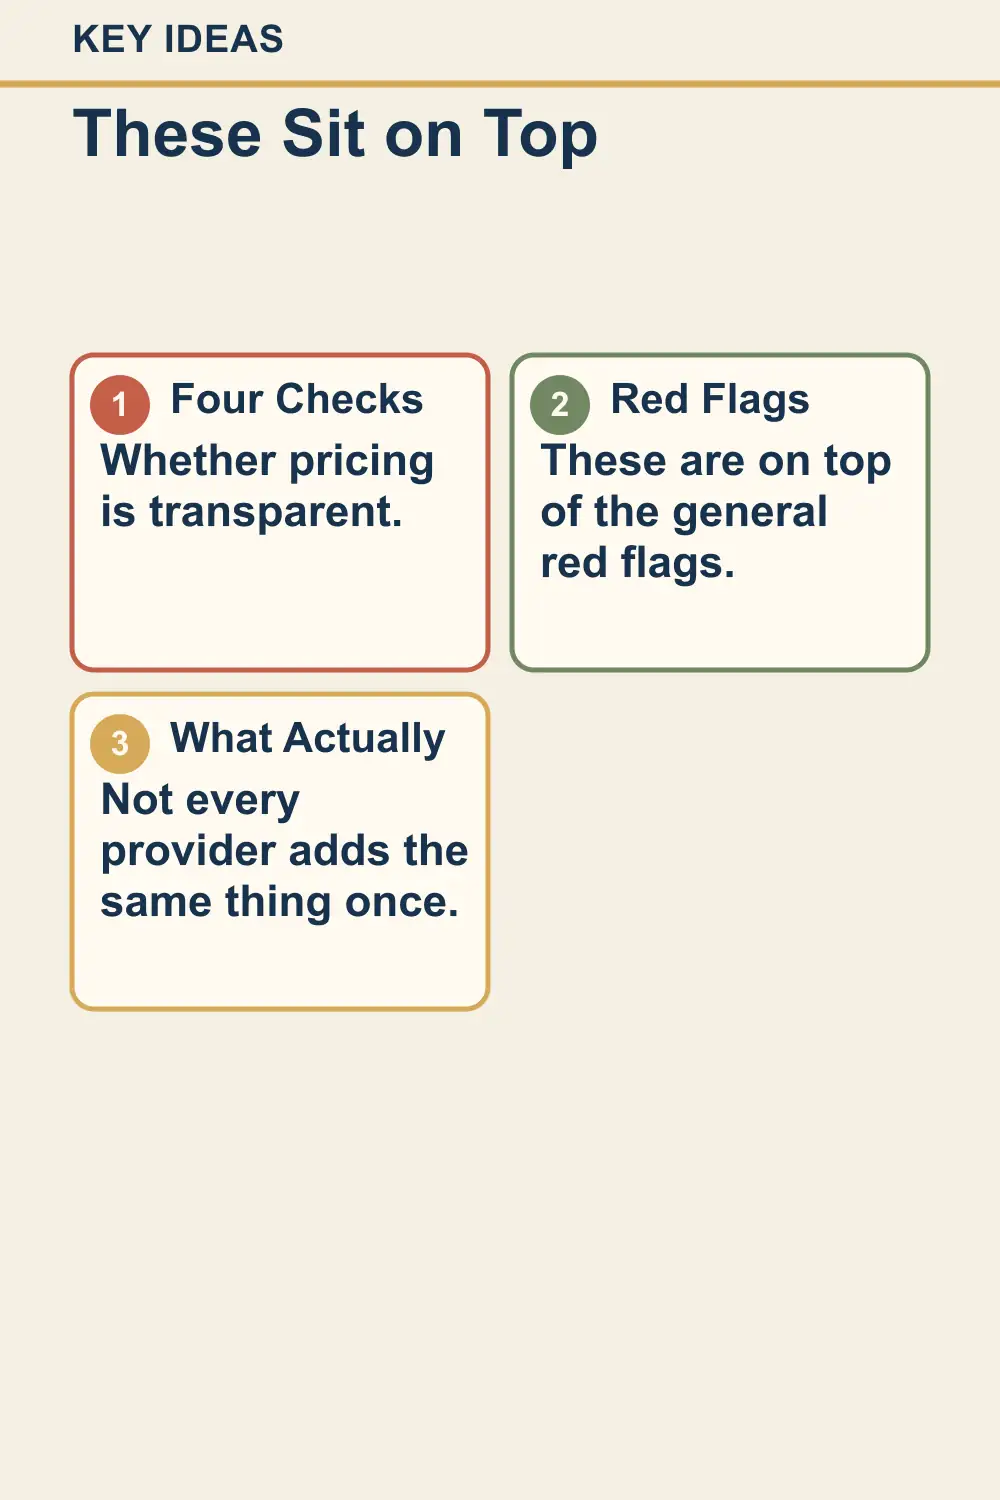 KEY IDEAS
These Sit on Top
1
Four Checks
Whether pricing
is transparent.
2
Red Flags
These are on top
of the general
red flags.
3
What Actually
Not every
provider adds the
same thing once.